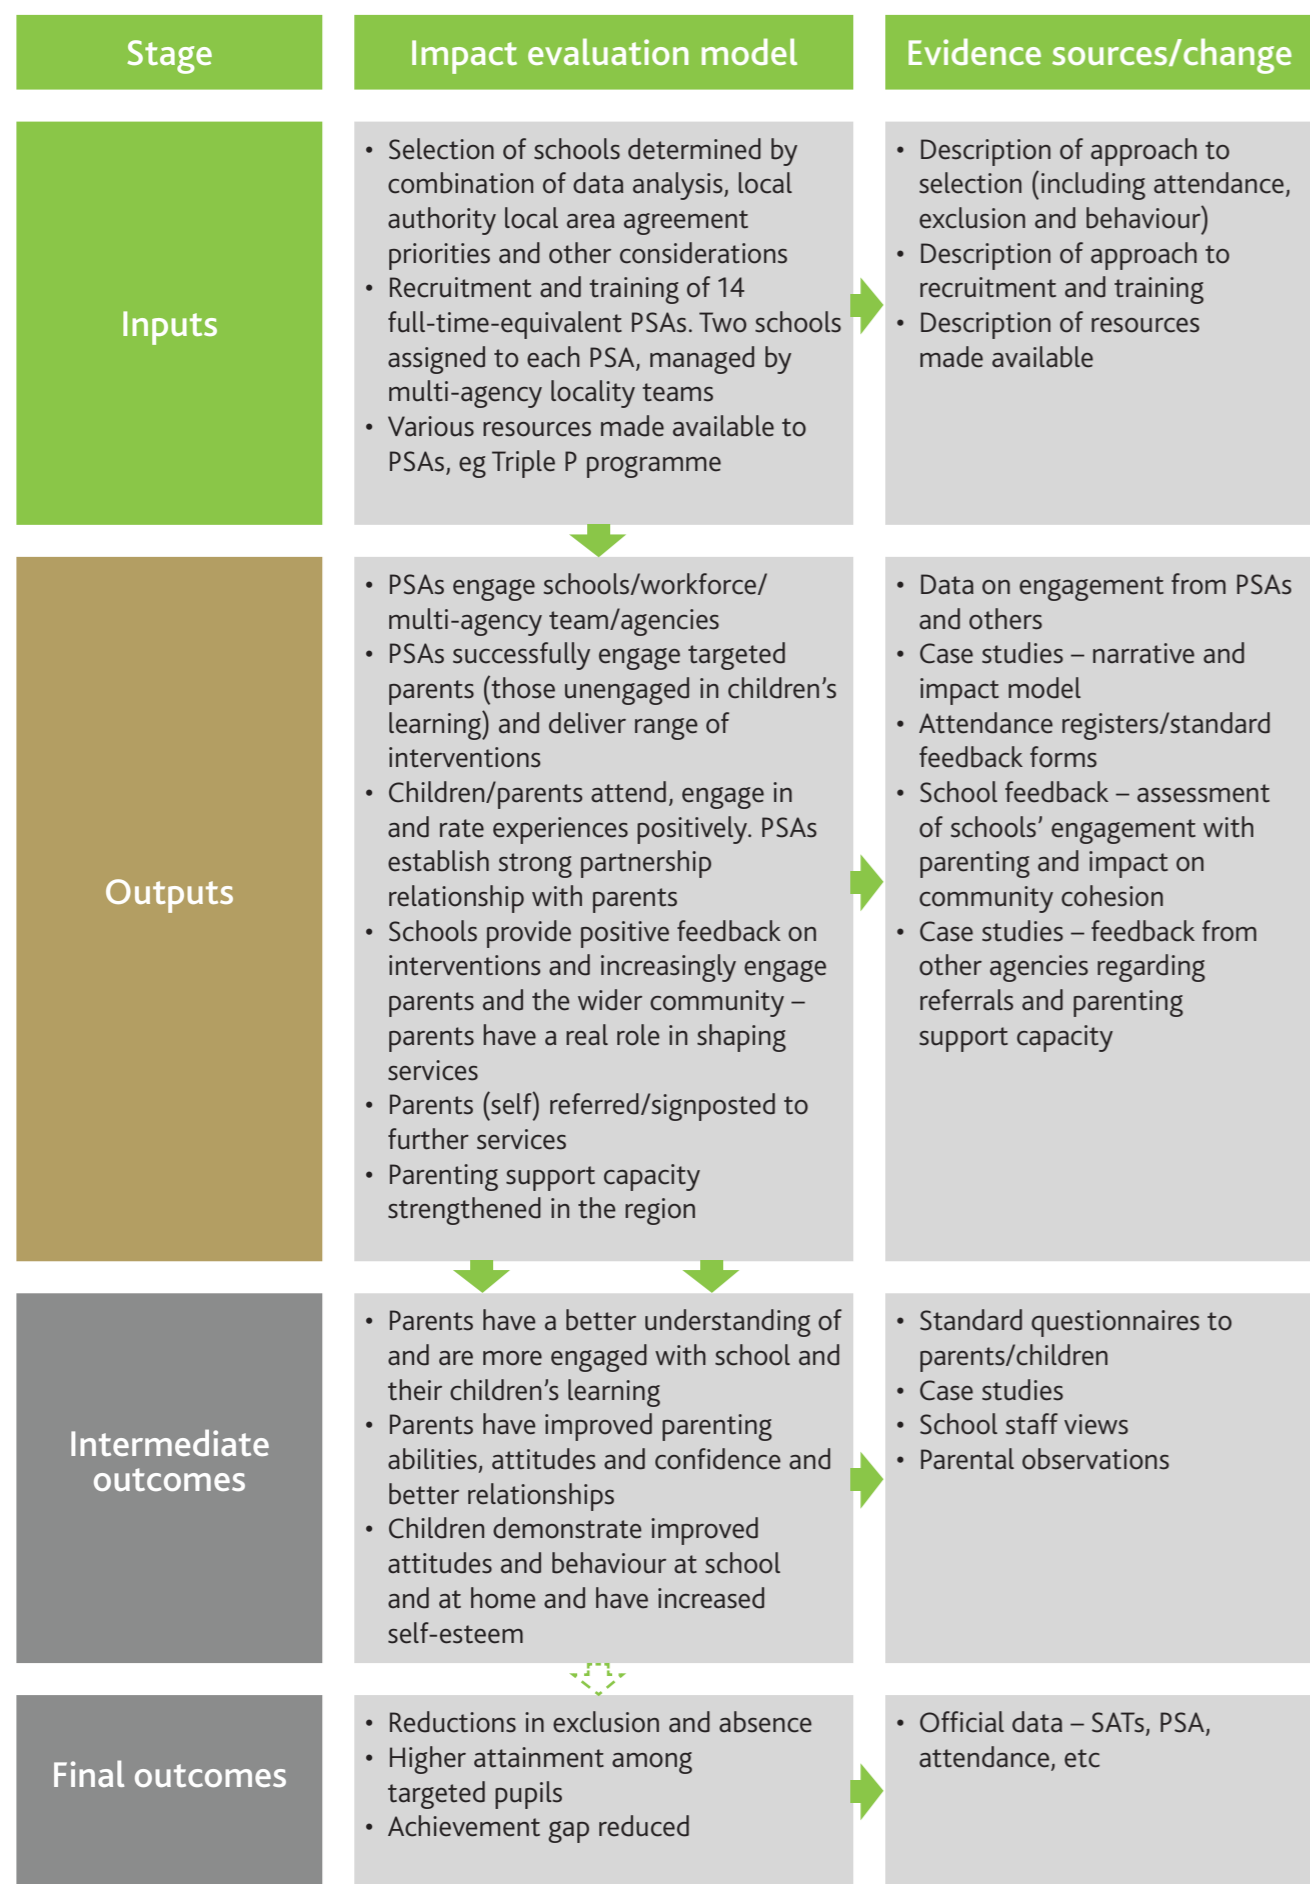 Stage
Impact evaluation model
Evidence sources/change
Inputs
• Selection of schools determined by
combination of data analysis, local
authority local area agreement
priorities and other considerations
• Recruitment and training of 14
full-time-equivalent PSAs. Two schools
assigned to each PSA, managed by
multi-agency locality teams
• Various resources made available to
PSAs, eg Triple P programme
• Description of approach to
selection (including attendance,
exclusion and behaviour)
• Description of approach to
recruitment and training
• Description of resources
made available
Outputs
• PSAs engage schools/workforce/
multi-agency team/agencies
• PSAs successfully engage targeted
parents (those unengaged in children’s
learning) and deliver range of
interventions
• Children/parents attend, engage in
and rate experiences positively. PSAs
establish strong partnership
relationship with parents
• Schools provide positive feedback on
interventions and increasingly engage
parents and the wider community –
parents have a real role in shaping
services
• Parents (self) referred/signposted to
further services
• Parenting support capacity
strengthened in the region
• Data on engagement from PSAs
and others
• Case studies – narrative and
impact model
• Attendance registers/standard
feedback forms
• School feedback – assessment
of schools’ engagement with
parenting and impact on
community cohesion
• Case studies – feedback from
other agencies regarding
referrals and parenting
support capacity
Intermediate
outcomes
• Parents have a better understanding of
and are more engaged with school and
their children’s learning
• Parents have improved parenting
abilities, attitudes and confidence and
better relationships
• Children demonstrate improved
attitudes and behaviour at school
and at home and have increased
self-esteem
• Standard questionnaires to
parents/children
• Case studies
• School staff views
• Parental observations
Final outcomes
• Reductions in exclusion and absence
• Higher attainment among
targeted pupils
• Achievement gap reduced
• Official data – SATs, PSA,
attendance, etc